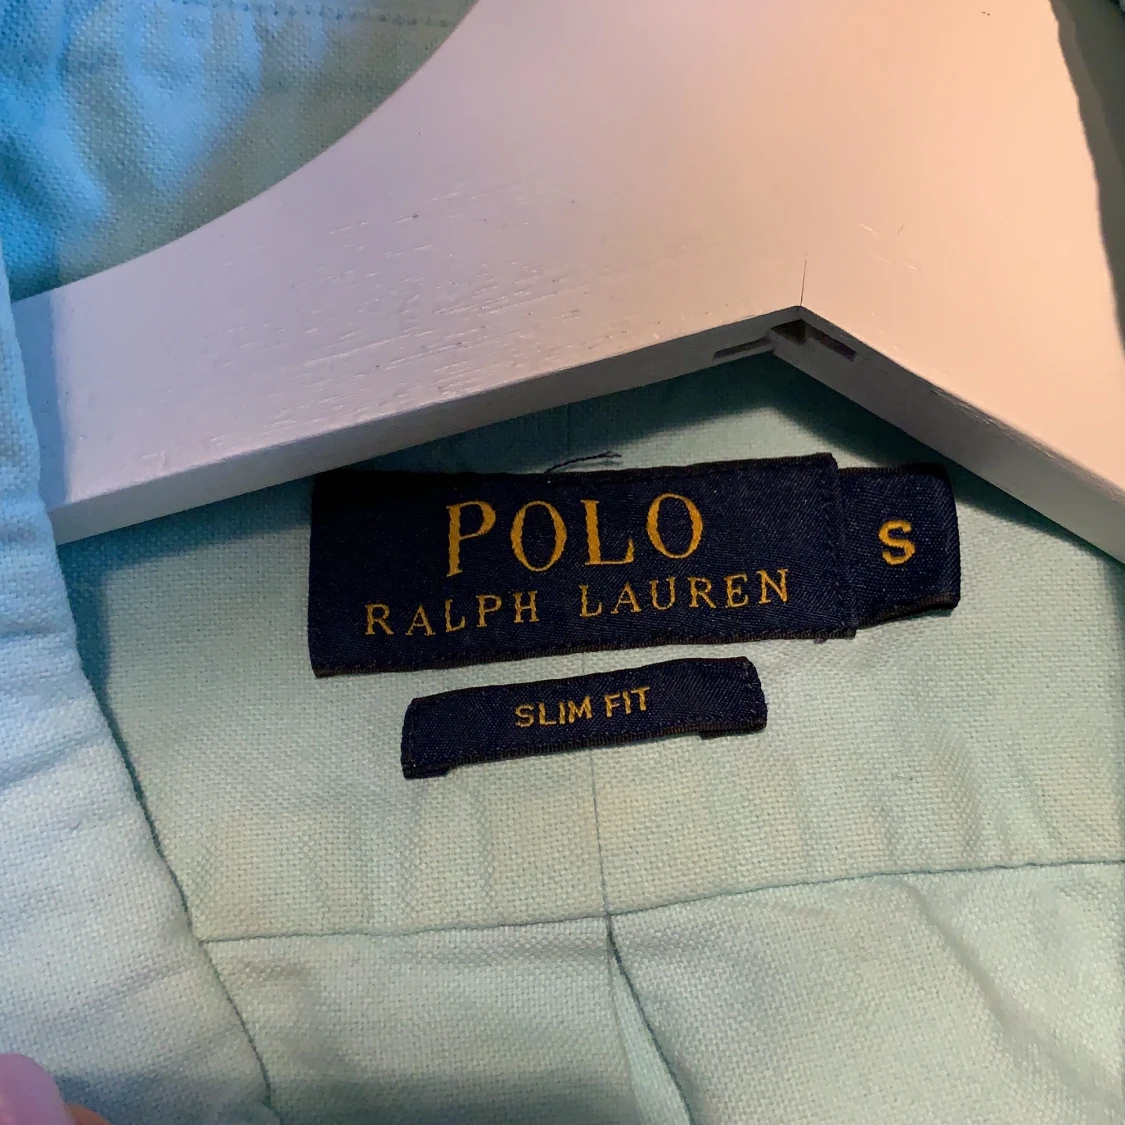 POLO
RALPH LAUREN
S
SLIM FIT